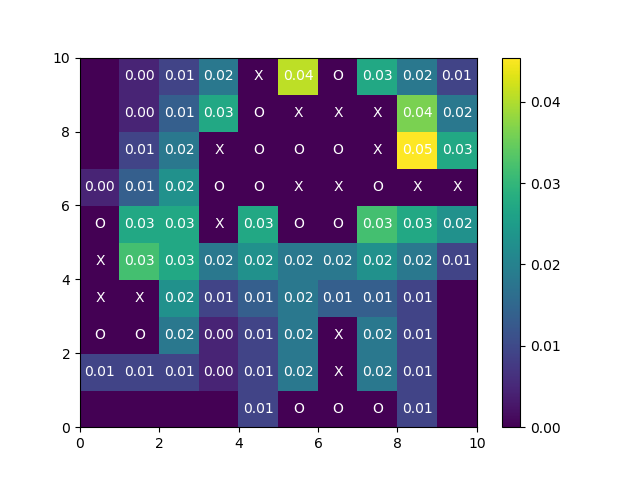 10 0.00 0.01 0.02 X 0.04 O 0.03 0.02 0.01
0.00 0.01 0.03 O X X X 0.04 0.02 0.04
8 0.01 0.02 X O O O X 0.05 0.03
0.00 0.01 0.02 O O X X O X X 0.03
6 O 0.03 0.03 X 0.03 O O 0.03 0.03 0.02
X 0.03 0.03 0.02 0.02 0.02 0.02 0.02 0.02 0.01 0.02
4 X X 0.02 0.01 0.01 0.02 0.01 0.01 0.01
O O 0.02 0.00 0.01 0.02 X 0.02 0.01 0.01
2 0.01 0.01 0.01 0.00 0.01 0.02 X 0.02 0.01
0.01 O O O 0.01
0 0.00
0 2 4 6 8 10